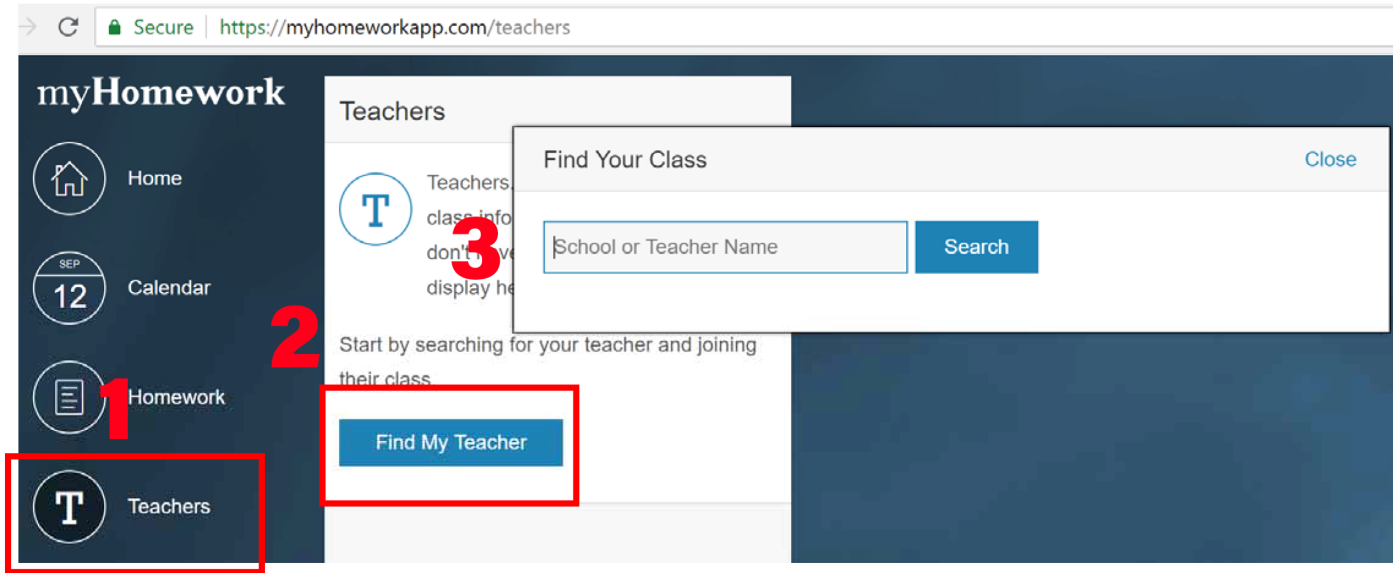 Secure https://myhomeworkapp.com/teachers
myHomework
Home
SEP
12
Calendar
Homework
1
T
Teachers
Teachers
T
Teachers.
class info
don't
display
Start by searching for your teacher and joining
their class
2
Find My Teacher
3
Find Your Class
Close
School or Teacher Name
Search